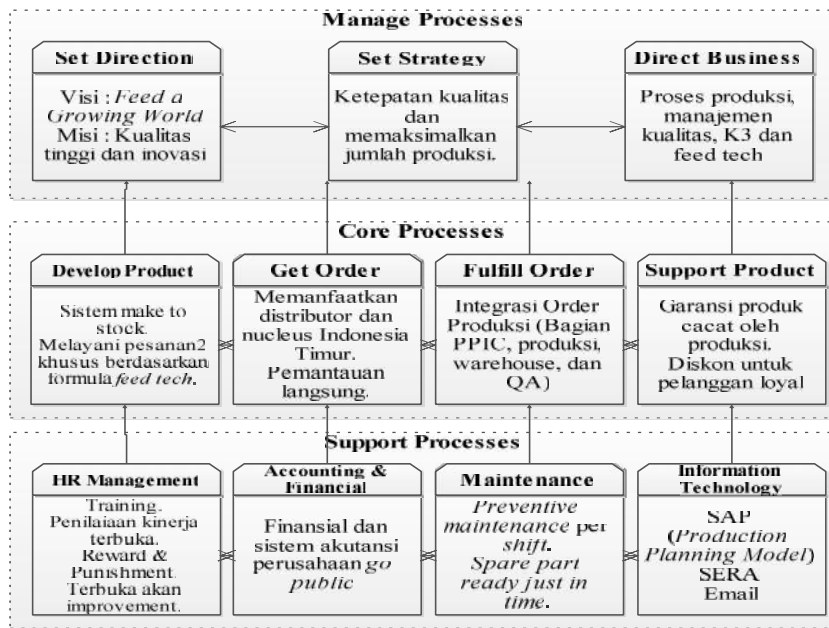 Manage Processes
Set Direction
Visi : Feed a
Growing World
Misi : Kualitas
tinggi dan inovasi
Set Strategy
Ketepatan kualitas
dan
memaksimalkan
jumlah produksi.
Direct Business
Proses produksi,
manajemen
kualitas, K3 dan
feed tech
Core Processes
Develop Product
Sistem make to
stock.
Melayani pesanan2
khusus berdasarkan
formula feed tech.
Get Order
Memanfaatkan
distributor dan
nucleus Indonesia
Timur.
Pemantauan
langsung.
Fulfill Order
Integrasi Order
Produksi (Bagian
PPIC, produksi,
warehouse, dan
QA)
Support Product
Garansi produk
cacat oleh
produksi.
Diskon untuk
pelanggan loyal
Support Processes
HR Management
Training.
Penilaiaan kinerja
terbuka.
Reward &
Punishment.
Terbuka akan
improvement.
Accounting &
Financial
Finansial dan
sistem akutansi
perusahaan go
public
Maintenance
Preventive
maintenance per
shift.
Spare part
ready just in
time.
Information
Technology
SAP
(Production
Planning Model)
SERA
Email